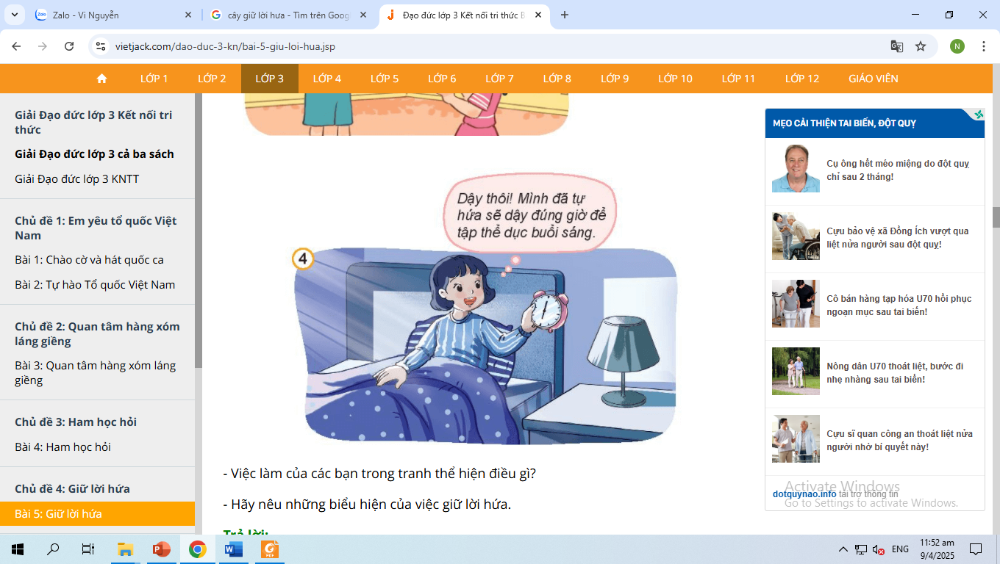 Zalo - Vi Nguyễn
cây giữ lời hứa - Tìm trên Goog
Đạo đức lớp 3 Kết nối tri thức B
vietjack.com/dao-duc-3-kn/bai-5-giu-loi-hua.jsp
N
LỚP 1 LỚP 2 LỚP 3 LỚP 4 LỚP 5 LỚP 6 LỚP 7 LỚP 8 LỚP 9 LỚP 10 LỚP 11 LỚP 12 GIÁO VIÊN
Giải Đạo đức lớp 3 Kết nối tri
thức
Giải Đạo đức lớp 3 cả ba sách
Giải Đạo đức lớp 3 KNTT
Chủ đề 1: Em yêu tổ quốc Việt
Nam
Bài 1: Chào cờ và hát quốc ca
Bài 2: Tự hào Tổ quốc Việt Nam
Chủ đề 2: Quan tâm hàng xóm
láng giềng
Bài 3: Quan tâm hàng xóm láng
giềng
Chủ đề 3: Ham học hỏi
Bài 4: Ham học hỏi
Chủ đề 4: Giữ lời hứa
Bài 5: Giữ lời hứa
Dậy thôi! Mình đã tự
hứa sẽ dậy đúng giờ để
tập thể dục buổi sáng.
4
- Việc làm của các bạn trong tranh thể hiện điều gì?
- Hãy nêu những biểu hiện của việc giữ lời hứa.
Trả lời:
MẸO CẢI THIỆN TAI BIẾN, ĐỘT QUỴ
Cụ ông hết méo miệng do đột quỵ
chỉ sau 2 tháng!
Cựu bảo vệ xã Đồng Ích vượt qua
liệt nửa người sau đột quỵ!
Cô bán hàng tạp hóa U70 hồi phục
ngoạn mục sau tai biến!
Nông dân U70 thoát liệt, bước đi
nhẹ nhàng sau tai biến!
Cựu sĩ quan công an thoát liệt nửa
người nhờ bí quyết này!
dotquynao.info tài trợ thông tin
Activate Windows
Go to Settings to activate Windows.
ENG
11:52 am
9/4/2025